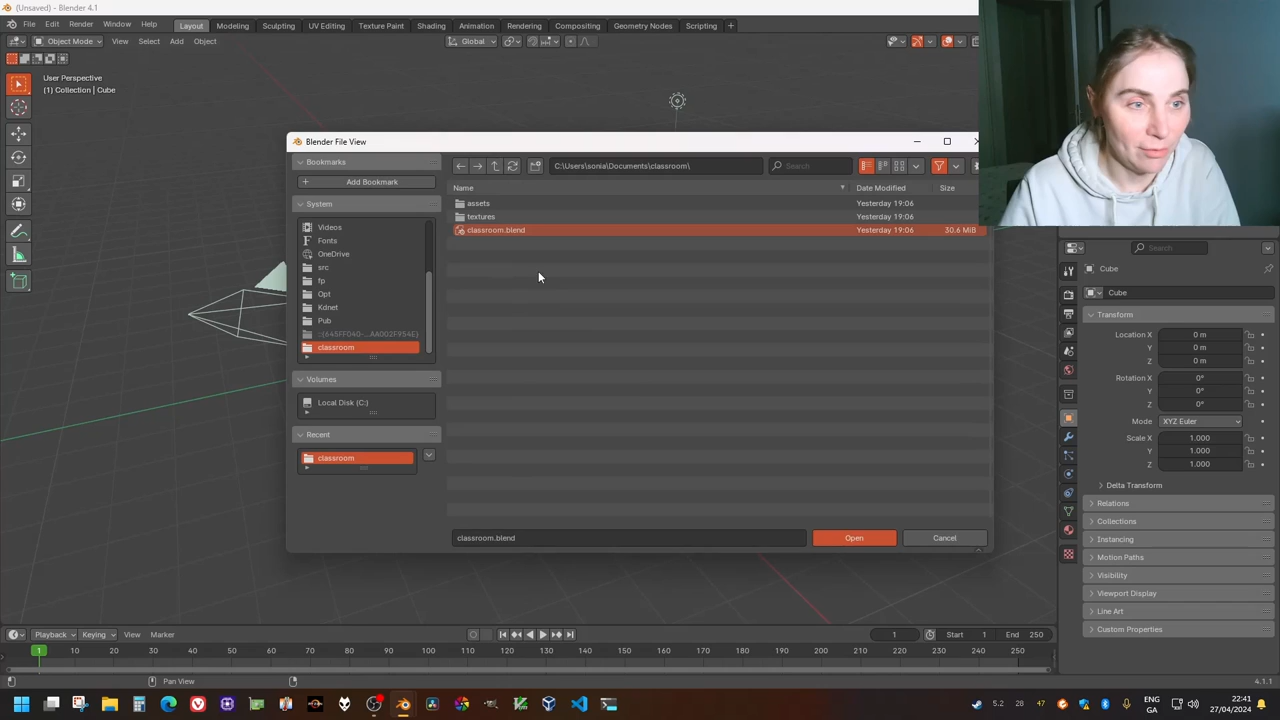 (Unsaved) - Blender 4.1
File Edit Render Window Help Layout Modeling Sculpting UV Editing Texture Paint Shading Animation Rendering Compositing Geometry Nodes Scripting +
Object Mode View Select Add Object Global
User Perspective
(1) Collection | Cube
Blender File View
Bookmarks
Add Bookmark
System
Videos
Fonts
OneDrive
src
fp
Opt
Kdnet
Pub
::{645FF040-...AA002F954E}
classroom
Volumes
Local Disk (C:)
Recent
classroom
C:\Users\sonia\Documents\classroom\ Search
Name Date Modified Size
assets Yesterday 19:06
textures Yesterday 19:06
classroom.blend Yesterday 19:06 30.6 MiB
classroom.blend Open Cancel
Search
Cube
Cube
Transform
Location X 0 m
Y 0 m
Z 0 m
Rotation X 0°
Y 0°
Z 0°
Mode XYZ Euler
Scale X 1.000
Y 1.000
Z 1.000
Delta Transform
Relations
Collections
Instancing
Motion Paths
Visibility
Viewport Display
Line Art
Custom Properties
Playback Keying View Marker 1 Start 1 End 250
1 10 20 30 40 50 60 70 80 90 100 110 120 130 140 150 160 170 180 190 200 210 220 230 240 250
Pan View 4.1.1
5.2 28 ENG GA 22:41 27/04/2024